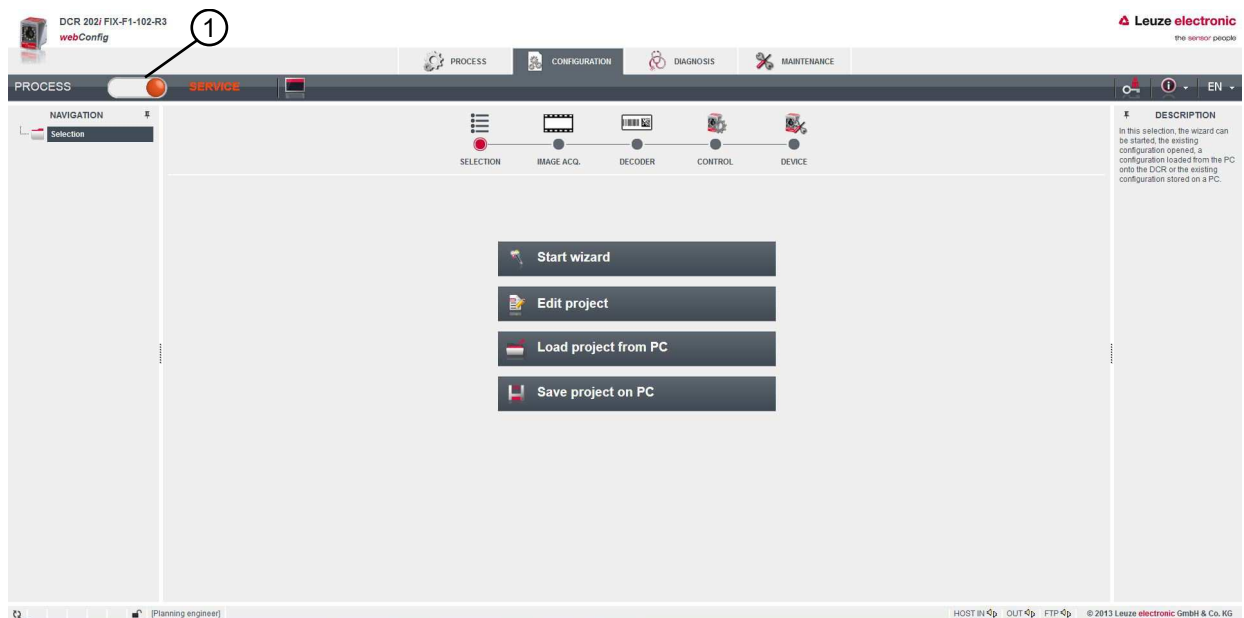 DCR 202i FIX-F1-102-R3
webConfig
1
Leuze electronic
the sensor people
PROCESS
CONFIGURATION
DIAGNOSIS
MAINTENANCE
PROCESS
SERVICE
EN
NAVIGATION
Selection
SELECTION
IMAGE ACQ.
DECODER
CONTROL
DEVICE
Start wizard
Edit project
Load project from PC
Save project on PC
DESCRIPTION
In this selection, the wizard can
be started, the existing
configuration opened, a
configuration loaded from the PC
onto the DCR or the existing
configuration stored on a PC.
[Planning engineer]
HOST IN OUT FTP
© 2013 Leuze electronic GmbH & Co. KG